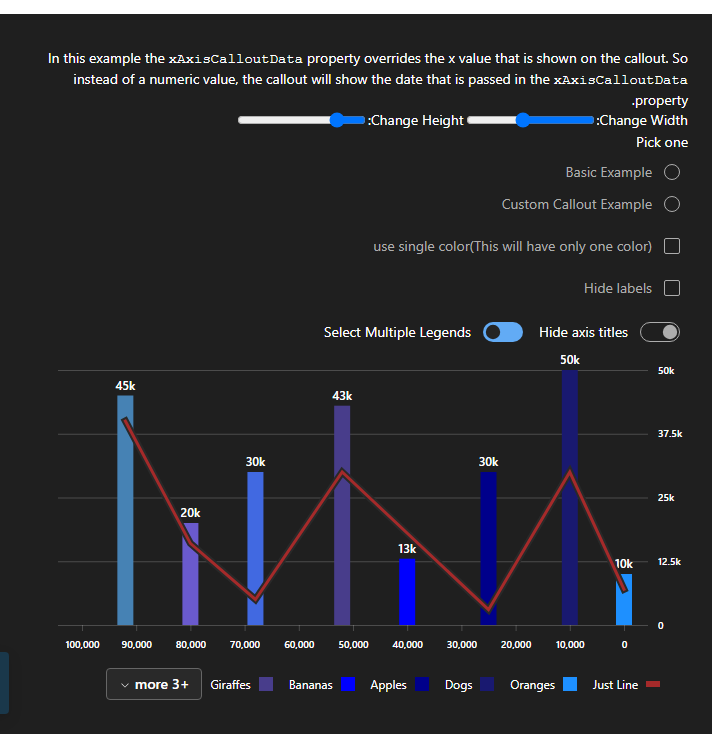 In this example the xAxisCalloutData property overrides the x value that is shown on the callout. So
instead of a numeric value, the callout will show the date that is passed in the xAxisCalloutData
.property
:Change Height :Change Width
Pick one
Basic Example
Custom Callout Example
use single color(This will have only one color)
Hide labels
Select Multiple Legends Hide axis titles
50k
45k
43k
30k
30k
20k
13k
10k
50k
37.5k
25k
12.5k
0
100,000 90,000 80,000 70,000 60,000 50,000 40,000 30,000 20,000 10,000 0
more 3+ Giraffes Bananas Apples Dogs Oranges Just Line